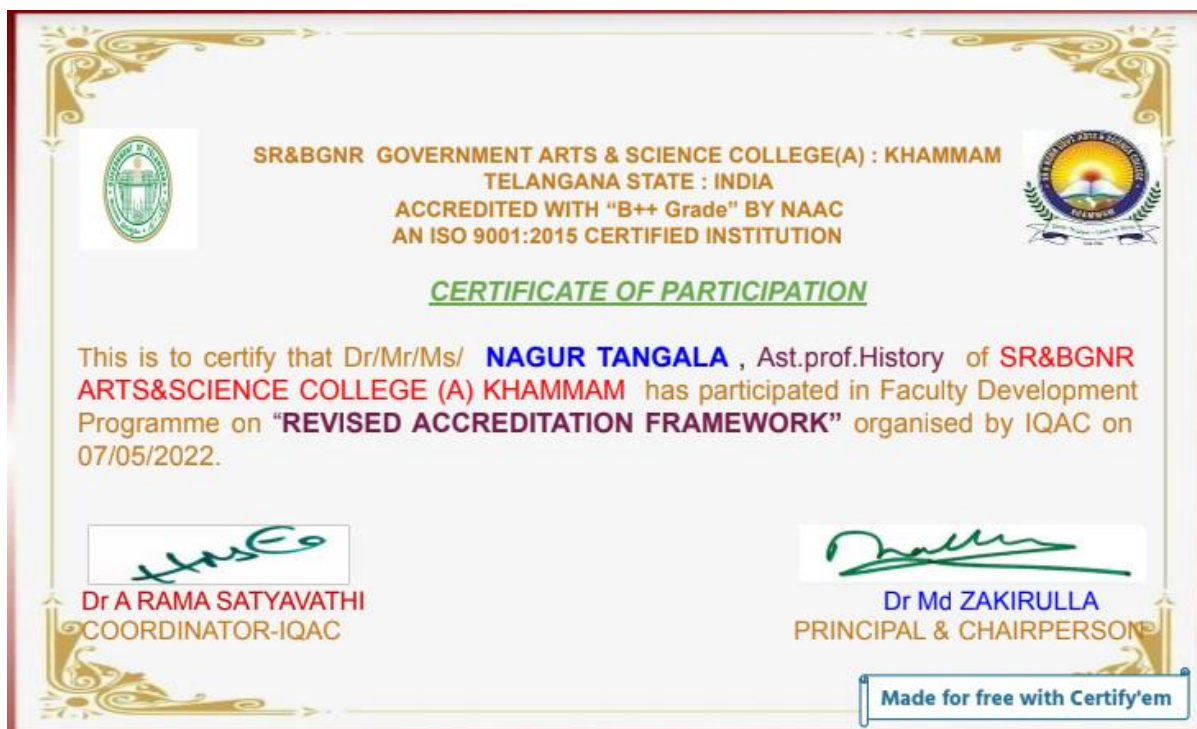 SR&BGNR GOVERNMENT ARTS & SCIENCE COLLEGE(A) : KHAMMAM
TELANGANA STATE : INDIA
ACCREDITED WITH “B++ Grade” BY NAAC
AN ISO 9001:2015 CERTIFIED INSTITUTION
CERTIFICATE OF PARTICIPATION
This is to certify that Dr/Mr/Ms/ NAGUR TANGALA , Ast.prof.History of SR&BGNR
ARTS&SCIENCE COLLEGE (A) KHAMMAM has participated in Faculty Development
Programme on “REVISED ACCREDITATION FRAMEWORK” organised by IQAC on
07/05/2022.
Dr A RAMA SATYAVATHI
COORDINATOR-IQAC
Dr Md ZAKIRULLA
PRINCIPAL & CHAIRPERSON
Made for free with Certify'em